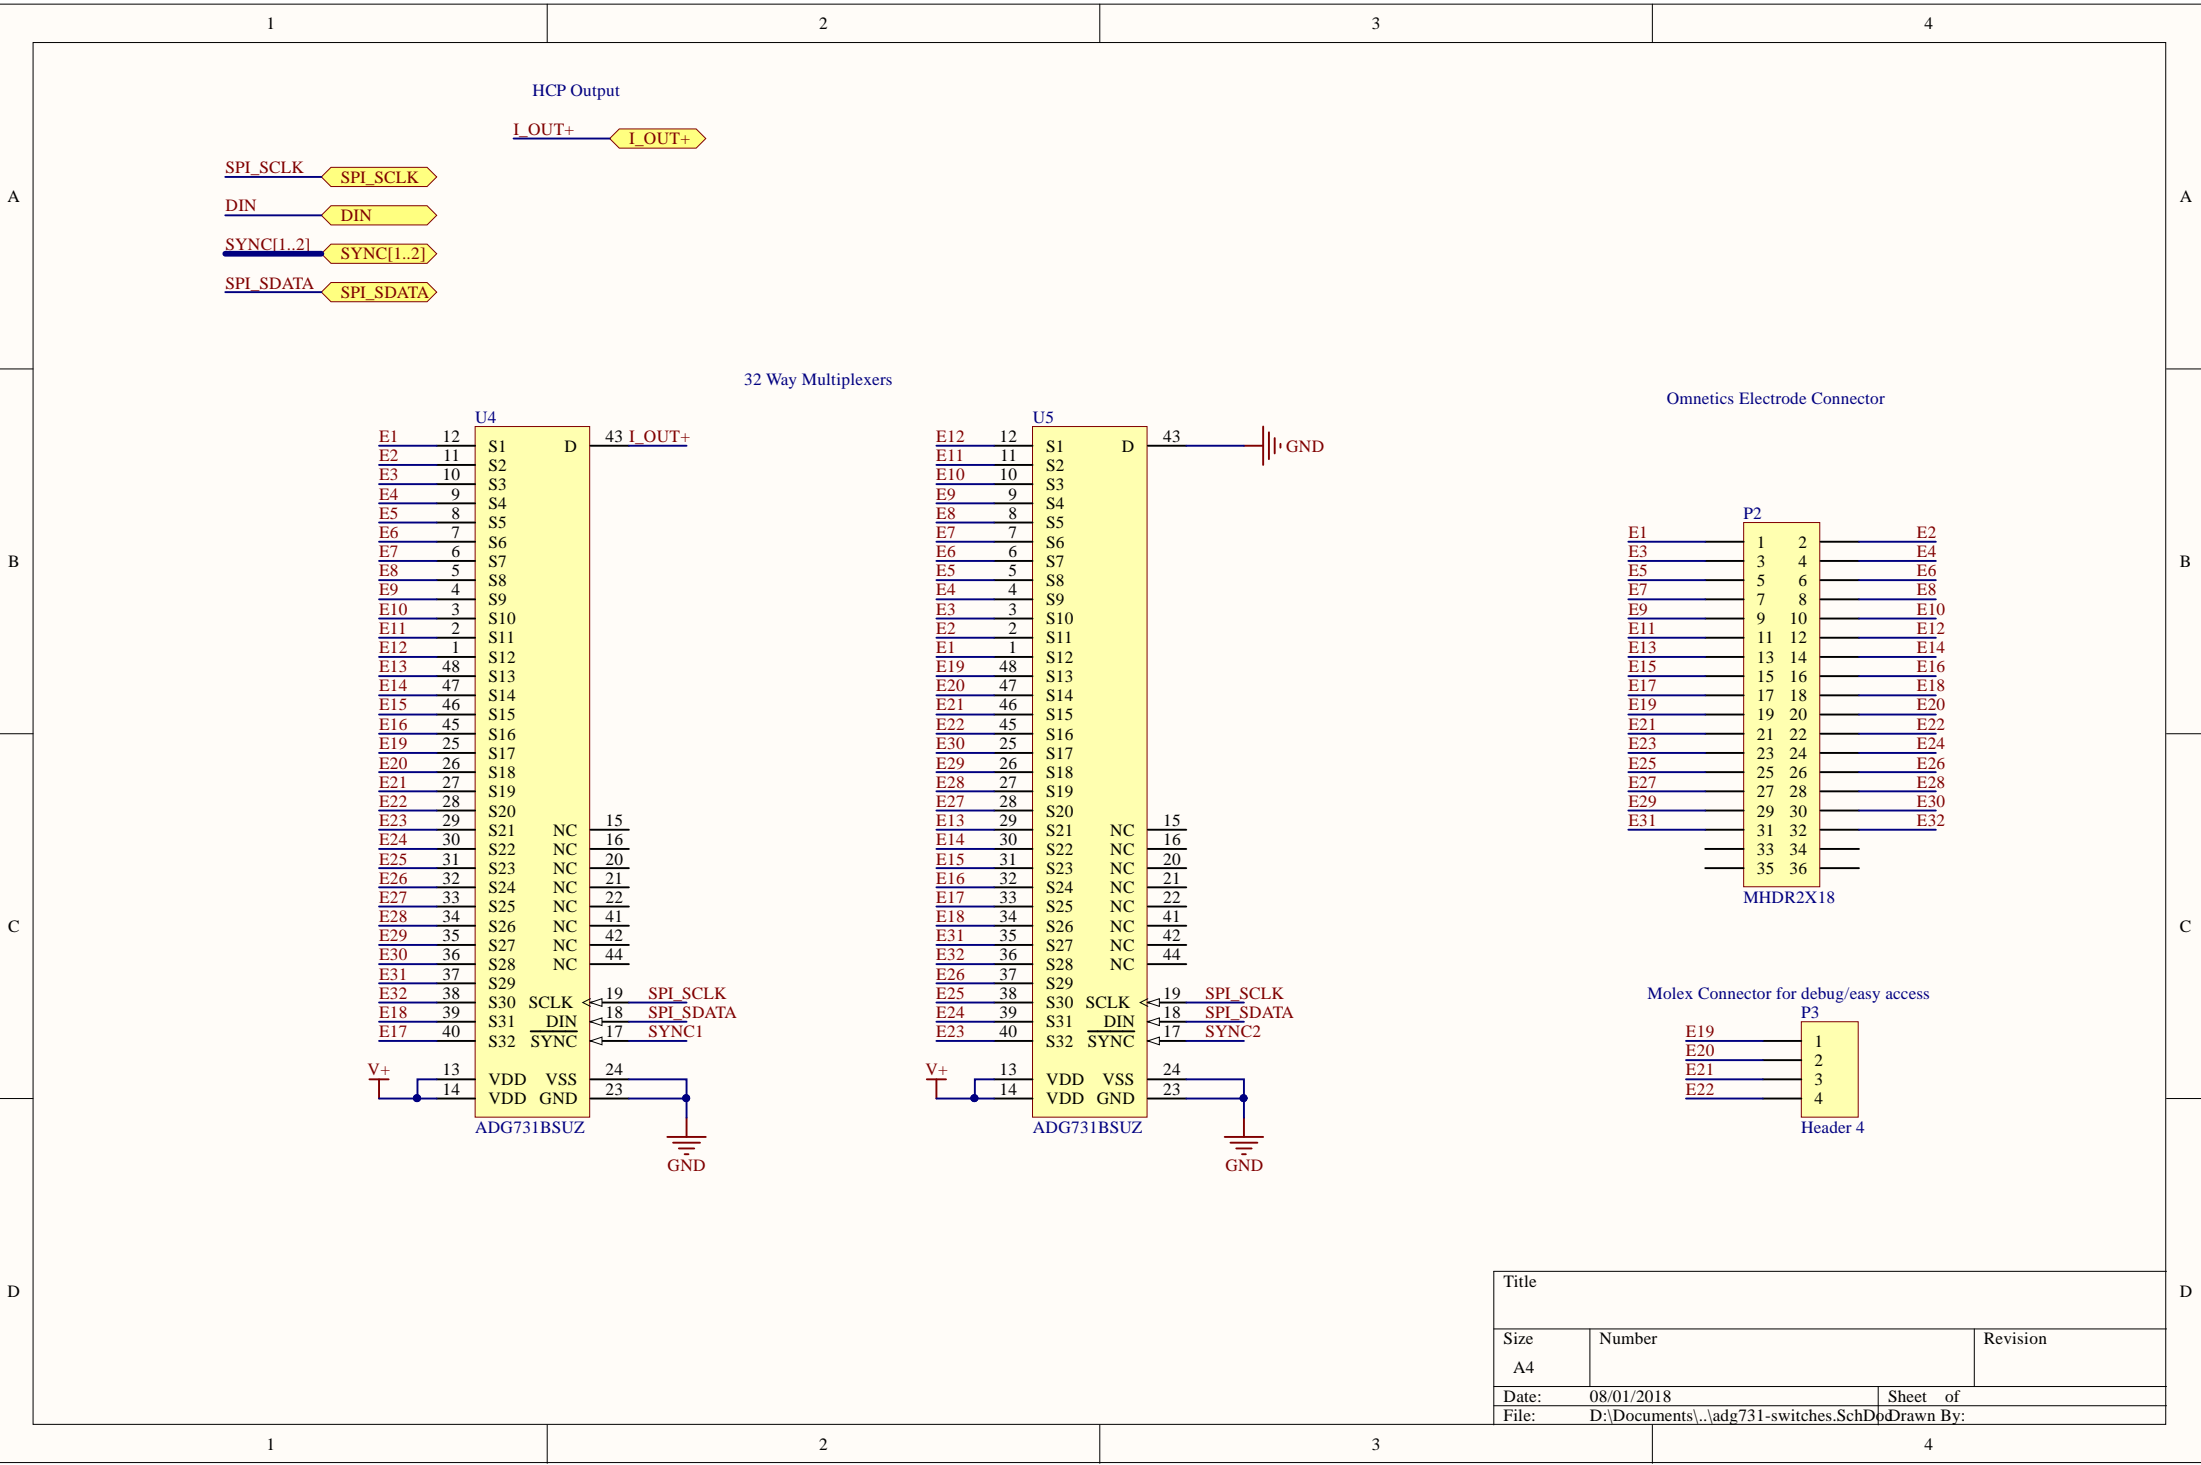 1 2 3 4
HCP Output
I_OUT+ I_OUT+
SPI_SCLK SPI_SCLK
A A
DIN DIN
SYNC[1..2] SYNC[1..2]
SPI_SDATA SPI_SDATA
32 Way Multiplexers
Omnetics Electrode Connector
U4
E1 12 S1 D 43 I_OUT+
E2 11 S2
E3 10 S3
E4 9 S4
E5 8 S5
E6 7 S6
E7 6 S7
E8 5 S8
E9 4 S9
E10 3 S10
E11 2 S11
E12 1 S12
E13 48 S13
E14 47 S14
E15 46 S15
E16 45 S16
E19 25 S17
E20 26 S18
E21 27 S19
E22 28 S20
E23 29 S21 NC 15
E24 30 S22 NC 16
E25 31 S23 NC 20
E26 32 S24 NC 21
E27 33 S25 NC 22
E28 34 S26 NC 41
E29 35 S27 NC 42
E30 36 S28 NC 44
E31 37 S29
E32 38 S30 SCLK 19 SPI_SCLK
E18 39 S31 DIN 18 SPI_SDATA
E17 40 S32 SYNC 17 SYNC1
V+ 13 VDD VSS 24
14 VDD GND 23
ADG731BSUZ
GND
U5
E12 12 S1 D 43 GND
E11 11 S2
E10 10 S3
E9 9 S4
E8 8 S5
E7 7 S6
E6 6 S7
E5 5 S8
E4 4 S9
E3 3 S10
E2 2 S11
E1 1 S12
E19 48 S13
E20 47 S14
E21 46 S15
E22 45 S16
E30 25 S17
E29 26 S18
E28 27 S19
E27 28 S20
E13 29 S21 NC 15
E14 30 S22 NC 16
E15 31 S23 NC 20
E16 32 S24 NC 21
E17 33 S25 NC 22
E18 34 S26 NC 41
E31 35 S27 NC 42
E32 36 S28 NC 44
E26 37 S29
E25 38 S30 SCLK 19 SPI_SCLK
E24 39 S31 DIN 18 SPI_SDATA
E23 40 S32 SYNC 17 SYNC2
V+ 13 VDD VSS 24
14 VDD GND 23
ADG731BSUZ
GND
P2
E1 1 2 E2
E3 3 4 E4
E5 5 6 E6
E7 7 8 E8
E9 9 10 E10
E11 11 12 E12
E13 13 14 E14
E15 15 16 E16
E17 17 18 E18
E19 19 20 E20
E21 21 22 E22
E23 23 24 E24
E25 25 26 E26
E27 27 28 E28
E29 29 30 E30
E31 31 32 E32
33 34
35 36
MHDR2X18
B B
C C
Molex Connector for debug/easy access
P3
E19 1
E20 2
E21 3
E22 4
Header 4
D D
Title
Size Number Revision
A4
Date: 08/01/2018 Sheet of
File: D:\Documents\..\adg731-switches.SchDoc Drawn By:
1 2 3 4